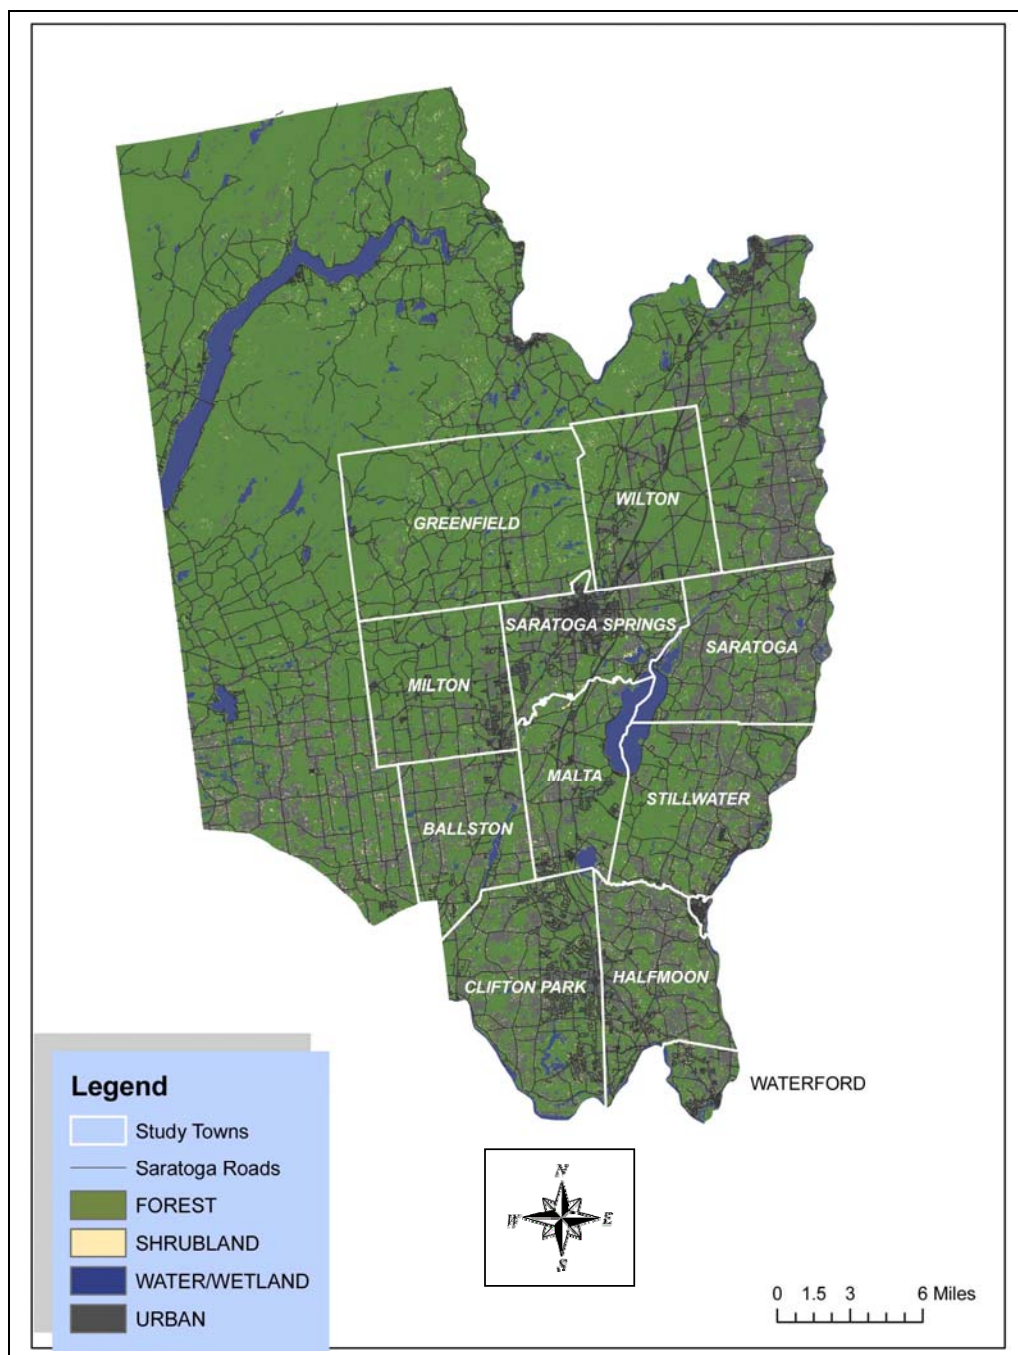 GREENFIELD
WILTON
SARATOGA SPRINGS
SARATOGA
MILTON
MALTA
STILLWATER
BALLSTON
CLIFTON PARK
HALFMOON
WATERFORD
Legend
Study Towns
Saratoga Roads
FOREST
SHRUBLAND
WATER/WETLAND
URBAN
N
W E
S
0 1.5 3 6 Miles